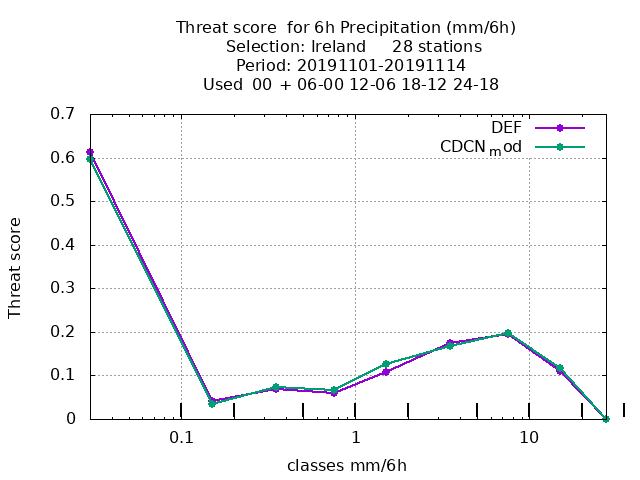 Threat score  for 6h Precipitation (mm/6h)
Selection: Ireland     28 stations
Period: 20191101-20191114
Used  00 + 06-00 12-06 18-12 24-18
DEF
CDCNmod
0.7
0.6
0.5
0.4
0.3
0.2
0.1
0
Threat score
0.1
1
10
classes mm/6h